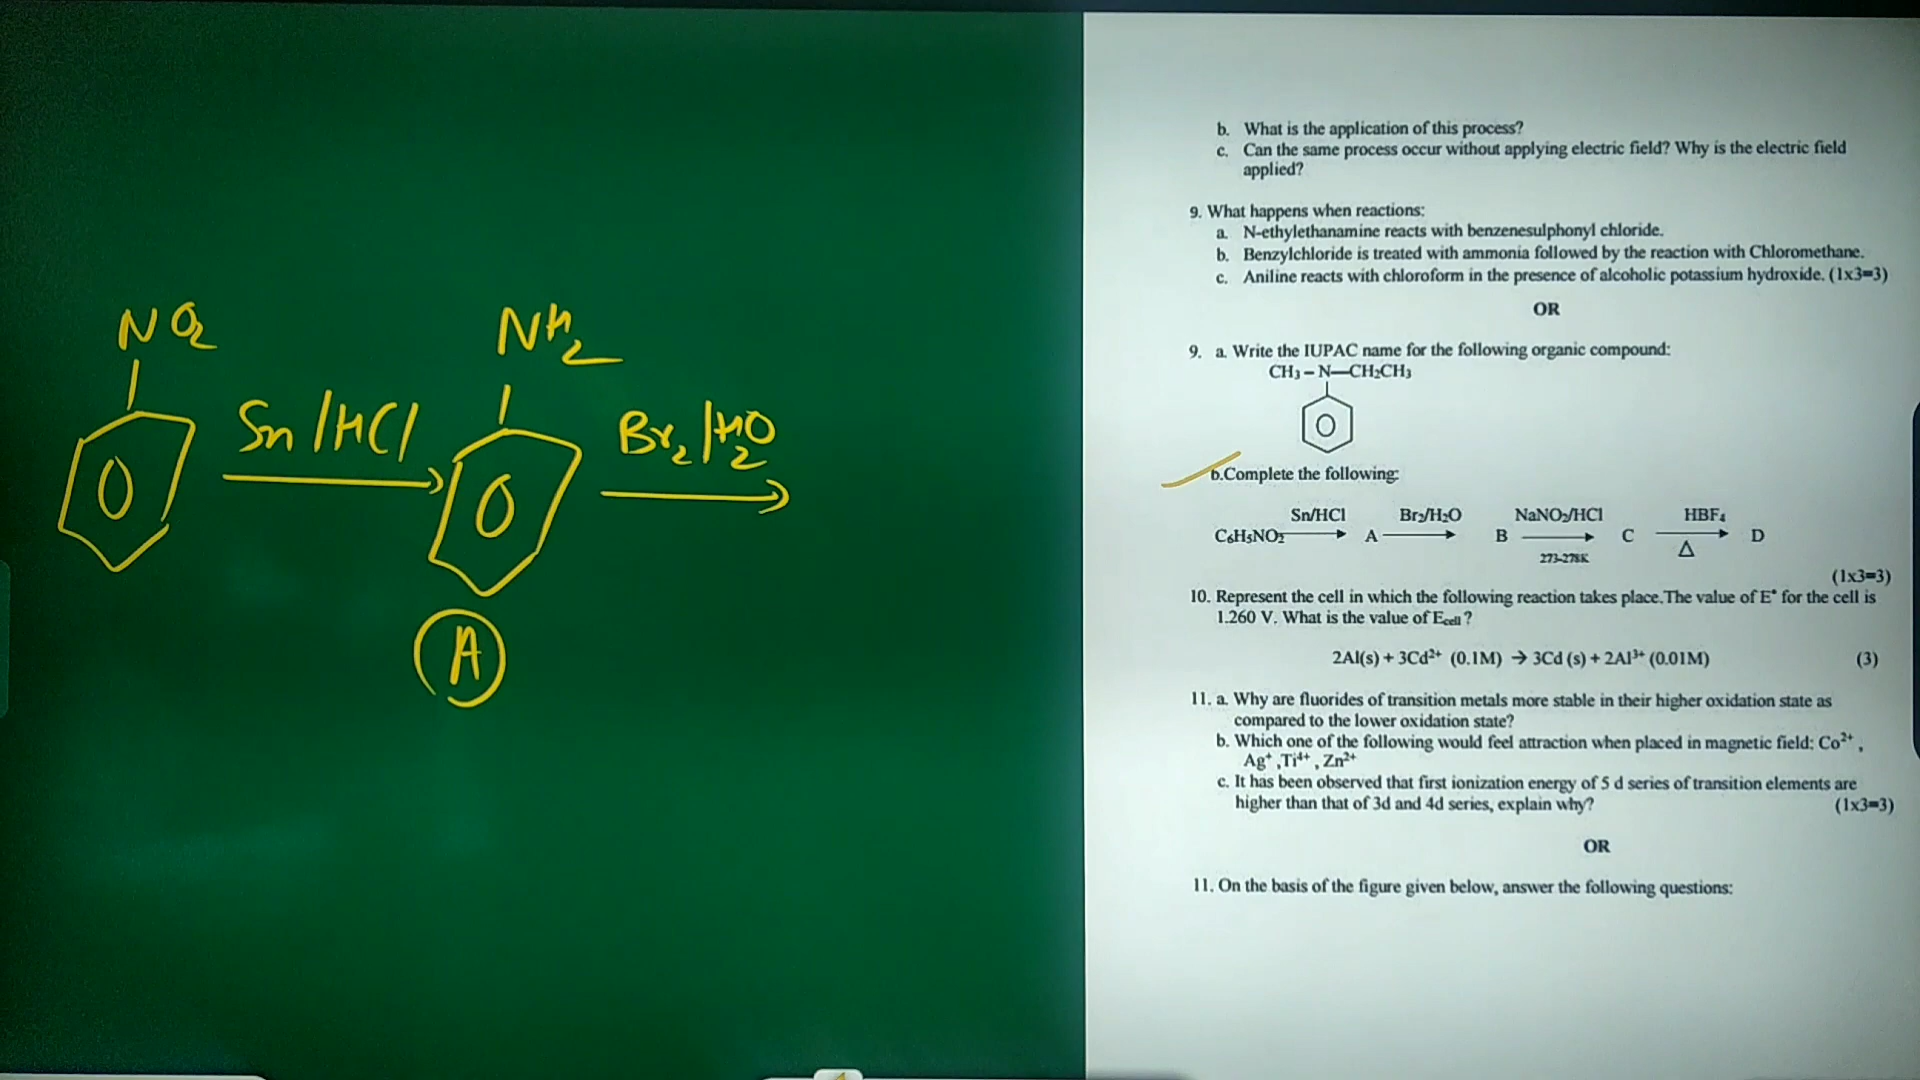 NO2
Sn/HCl
NH2
Br2/H2O
A
b. What is the application of this process?
c. Can the same process occur without applying electric field? Why is the electric field
applied?
9. What happens when reactions:
a. N-ethylethanamine reacts with benzenesulphonyl chloride.
b. Benzylchloride is treated with ammonia followed by the reaction with Chloromethane.
c. Aniline reacts with chloroform in the presence of alcoholic potassium hydroxide. (1x3=3)
OR
9. a. Write the IUPAC name for the following organic compound:
CH3 – N—CH2CH3
b.Complete the following:
Sn/HCl Br2/H2O NaNO2/HCl HBF4
C6H5NO2 → A → B → C → D
273-278K Δ
(1x3=3)
10. Represent the cell in which the following reaction takes place.The value of E° for the cell is
1.260 V. What is the value of Ecell ?
2Al(s) + 3Cd²⁺ (0.1M) → 3Cd (s) + 2Al³⁺ (0.01M) (3)
11. a. Why are fluorides of transition metals more stable in their higher oxidation state as
compared to the lower oxidation state?
b. Which one of the following would feel attraction when placed in magnetic field: Co²⁺ ,
Ag⁺ ,Ti⁴⁺ , Zn²⁺
c. It has been observed that first ionization energy of 5 d series of transition elements are
higher than that of 3d and 4d series, explain why? (1x3=3)
OR
11. On the basis of the figure given below, answer the following questions: